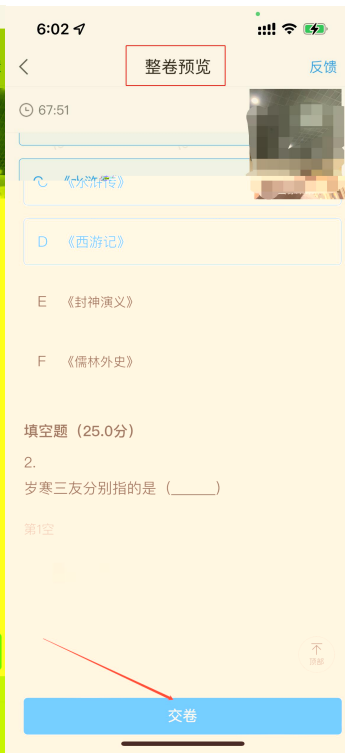 6:02
整卷预览
反馈
67:51
C 《水浒传》
D 《西游记》
E 《封神演义》
F 《儒林外史》
填空题（25.0分）
2.
岁寒三友分别指的是（______）
第1空
顶部
交卷